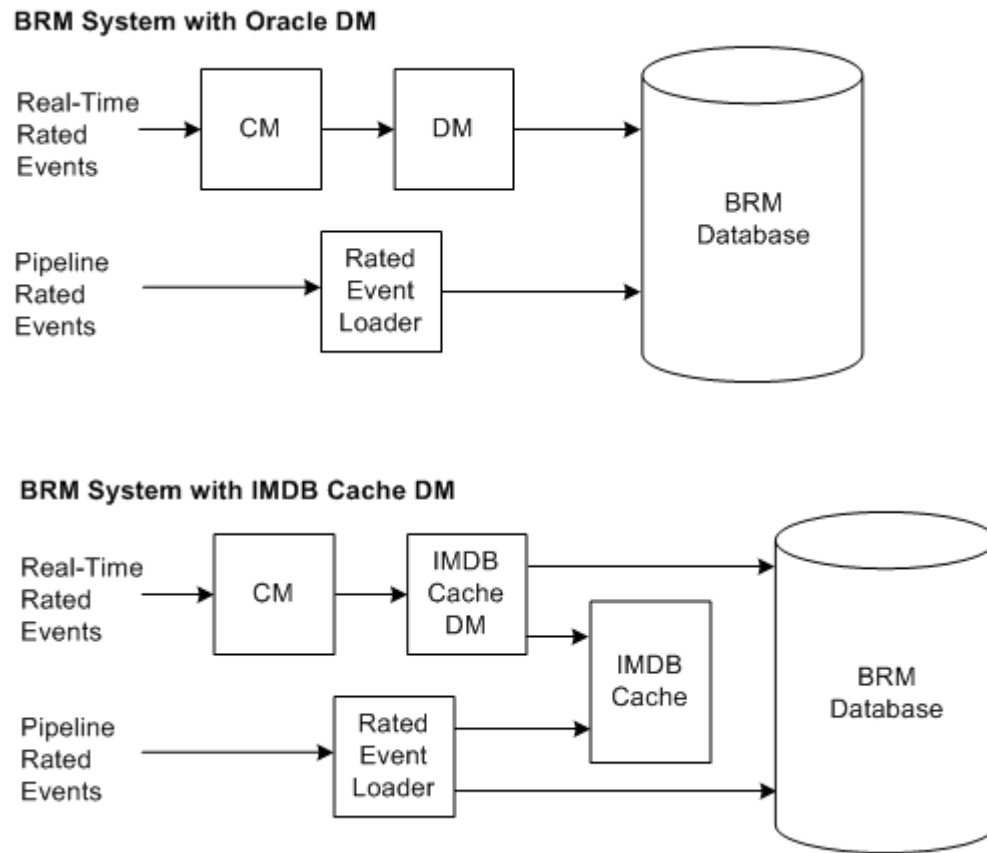 BRM System with Oracle DM
Real-Time
Rated
Events
CM
DM
BRM
Database
Pipeline
Rated
Events
Rated
Event
Loader
BRM System with IMDB Cache DM
Real-Time
Rated
Events
CM
IMDB
Cache
DM
IMDB
Cache
BRM
Database
Pipeline
Rated
Events
Rated
Event
Loader